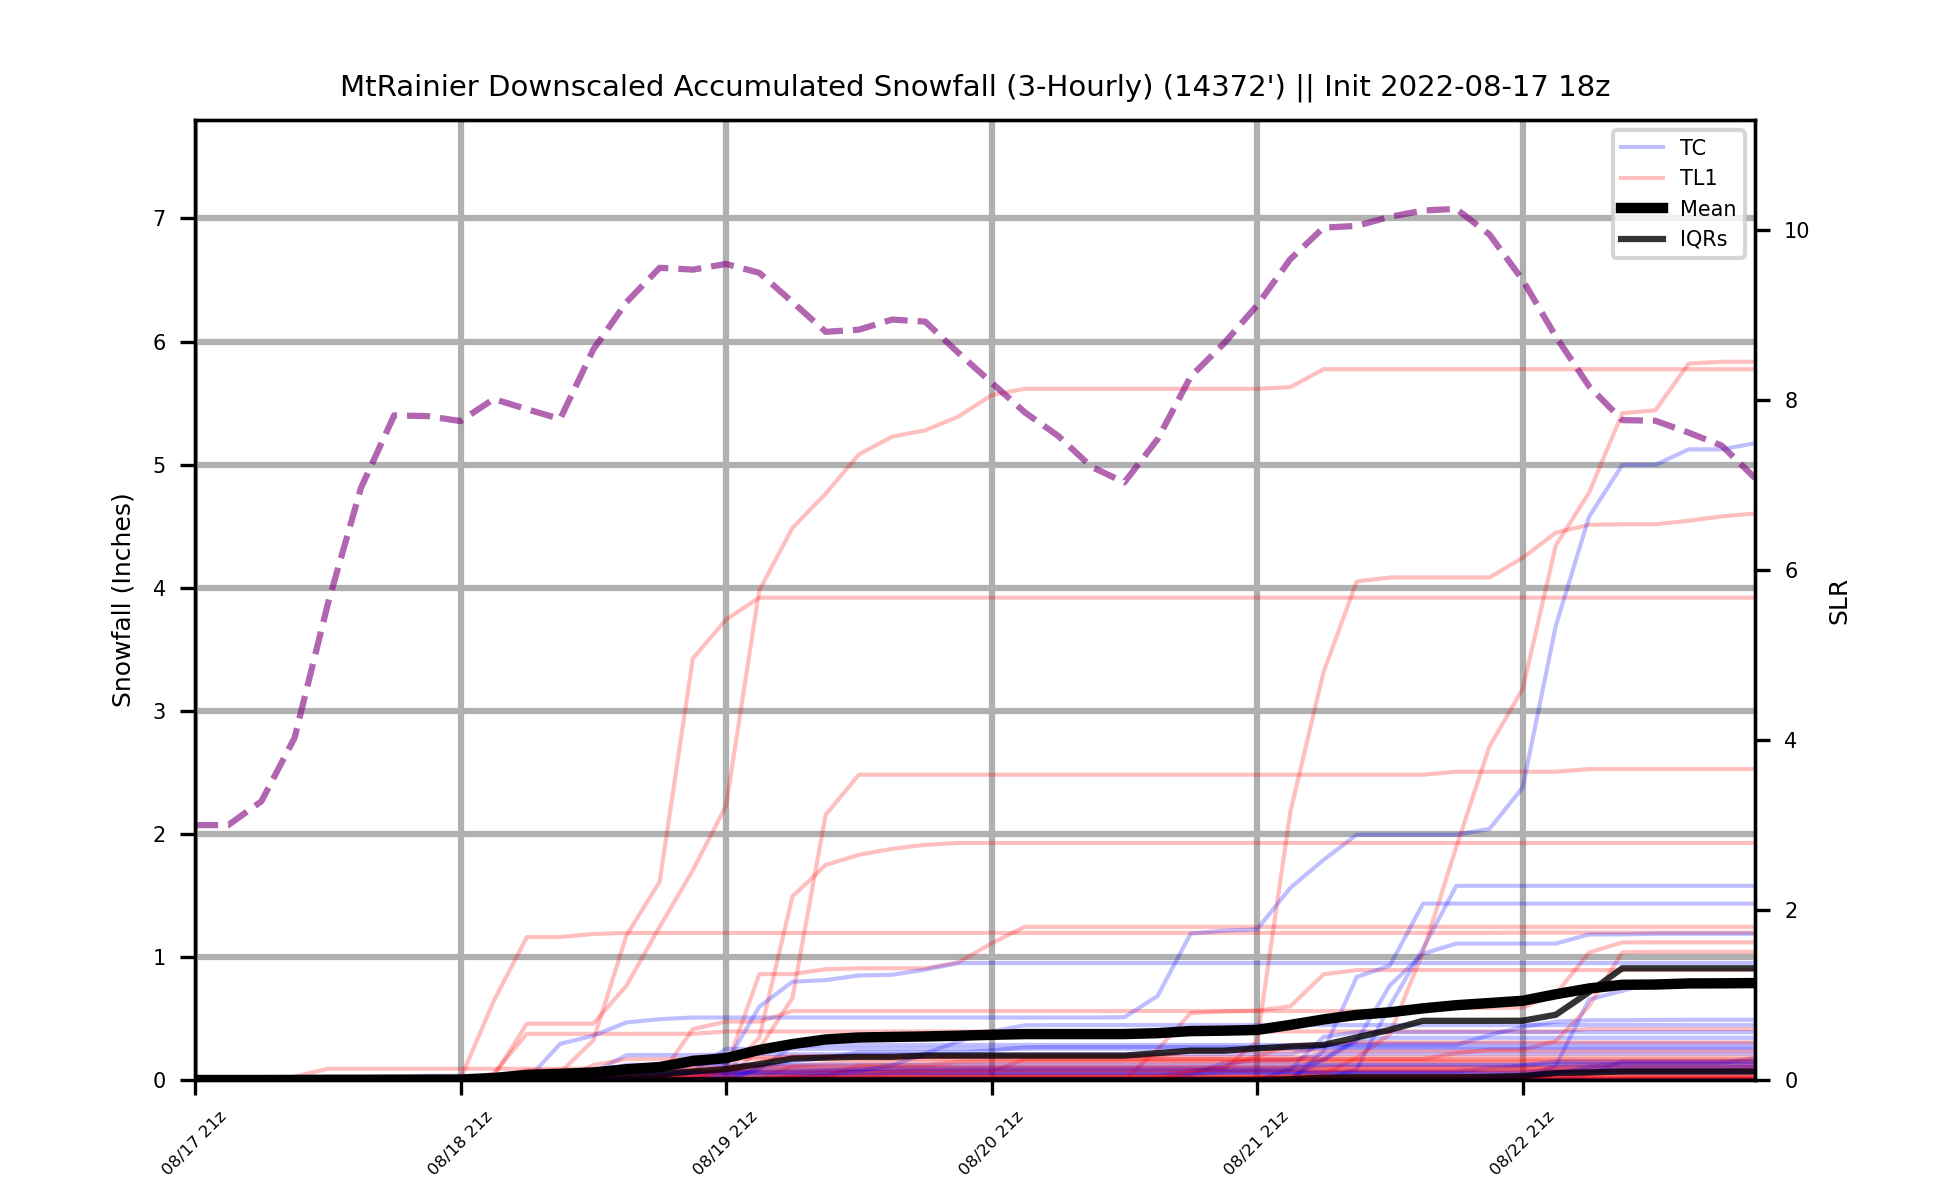 MtRainier Downscaled Accumulated Snowfall (3-Hourly) (14372') || Init 2022-08-17 18z
TC
TL1
Mean
IQRs
Snowfall (Inches)
7
6
5
4
3
2
1
0
SLR
10
8
6
4
2
0
08/17 21z
08/18 21z
08/19 21z
08/20 21z
08/21 21z
08/22 21z